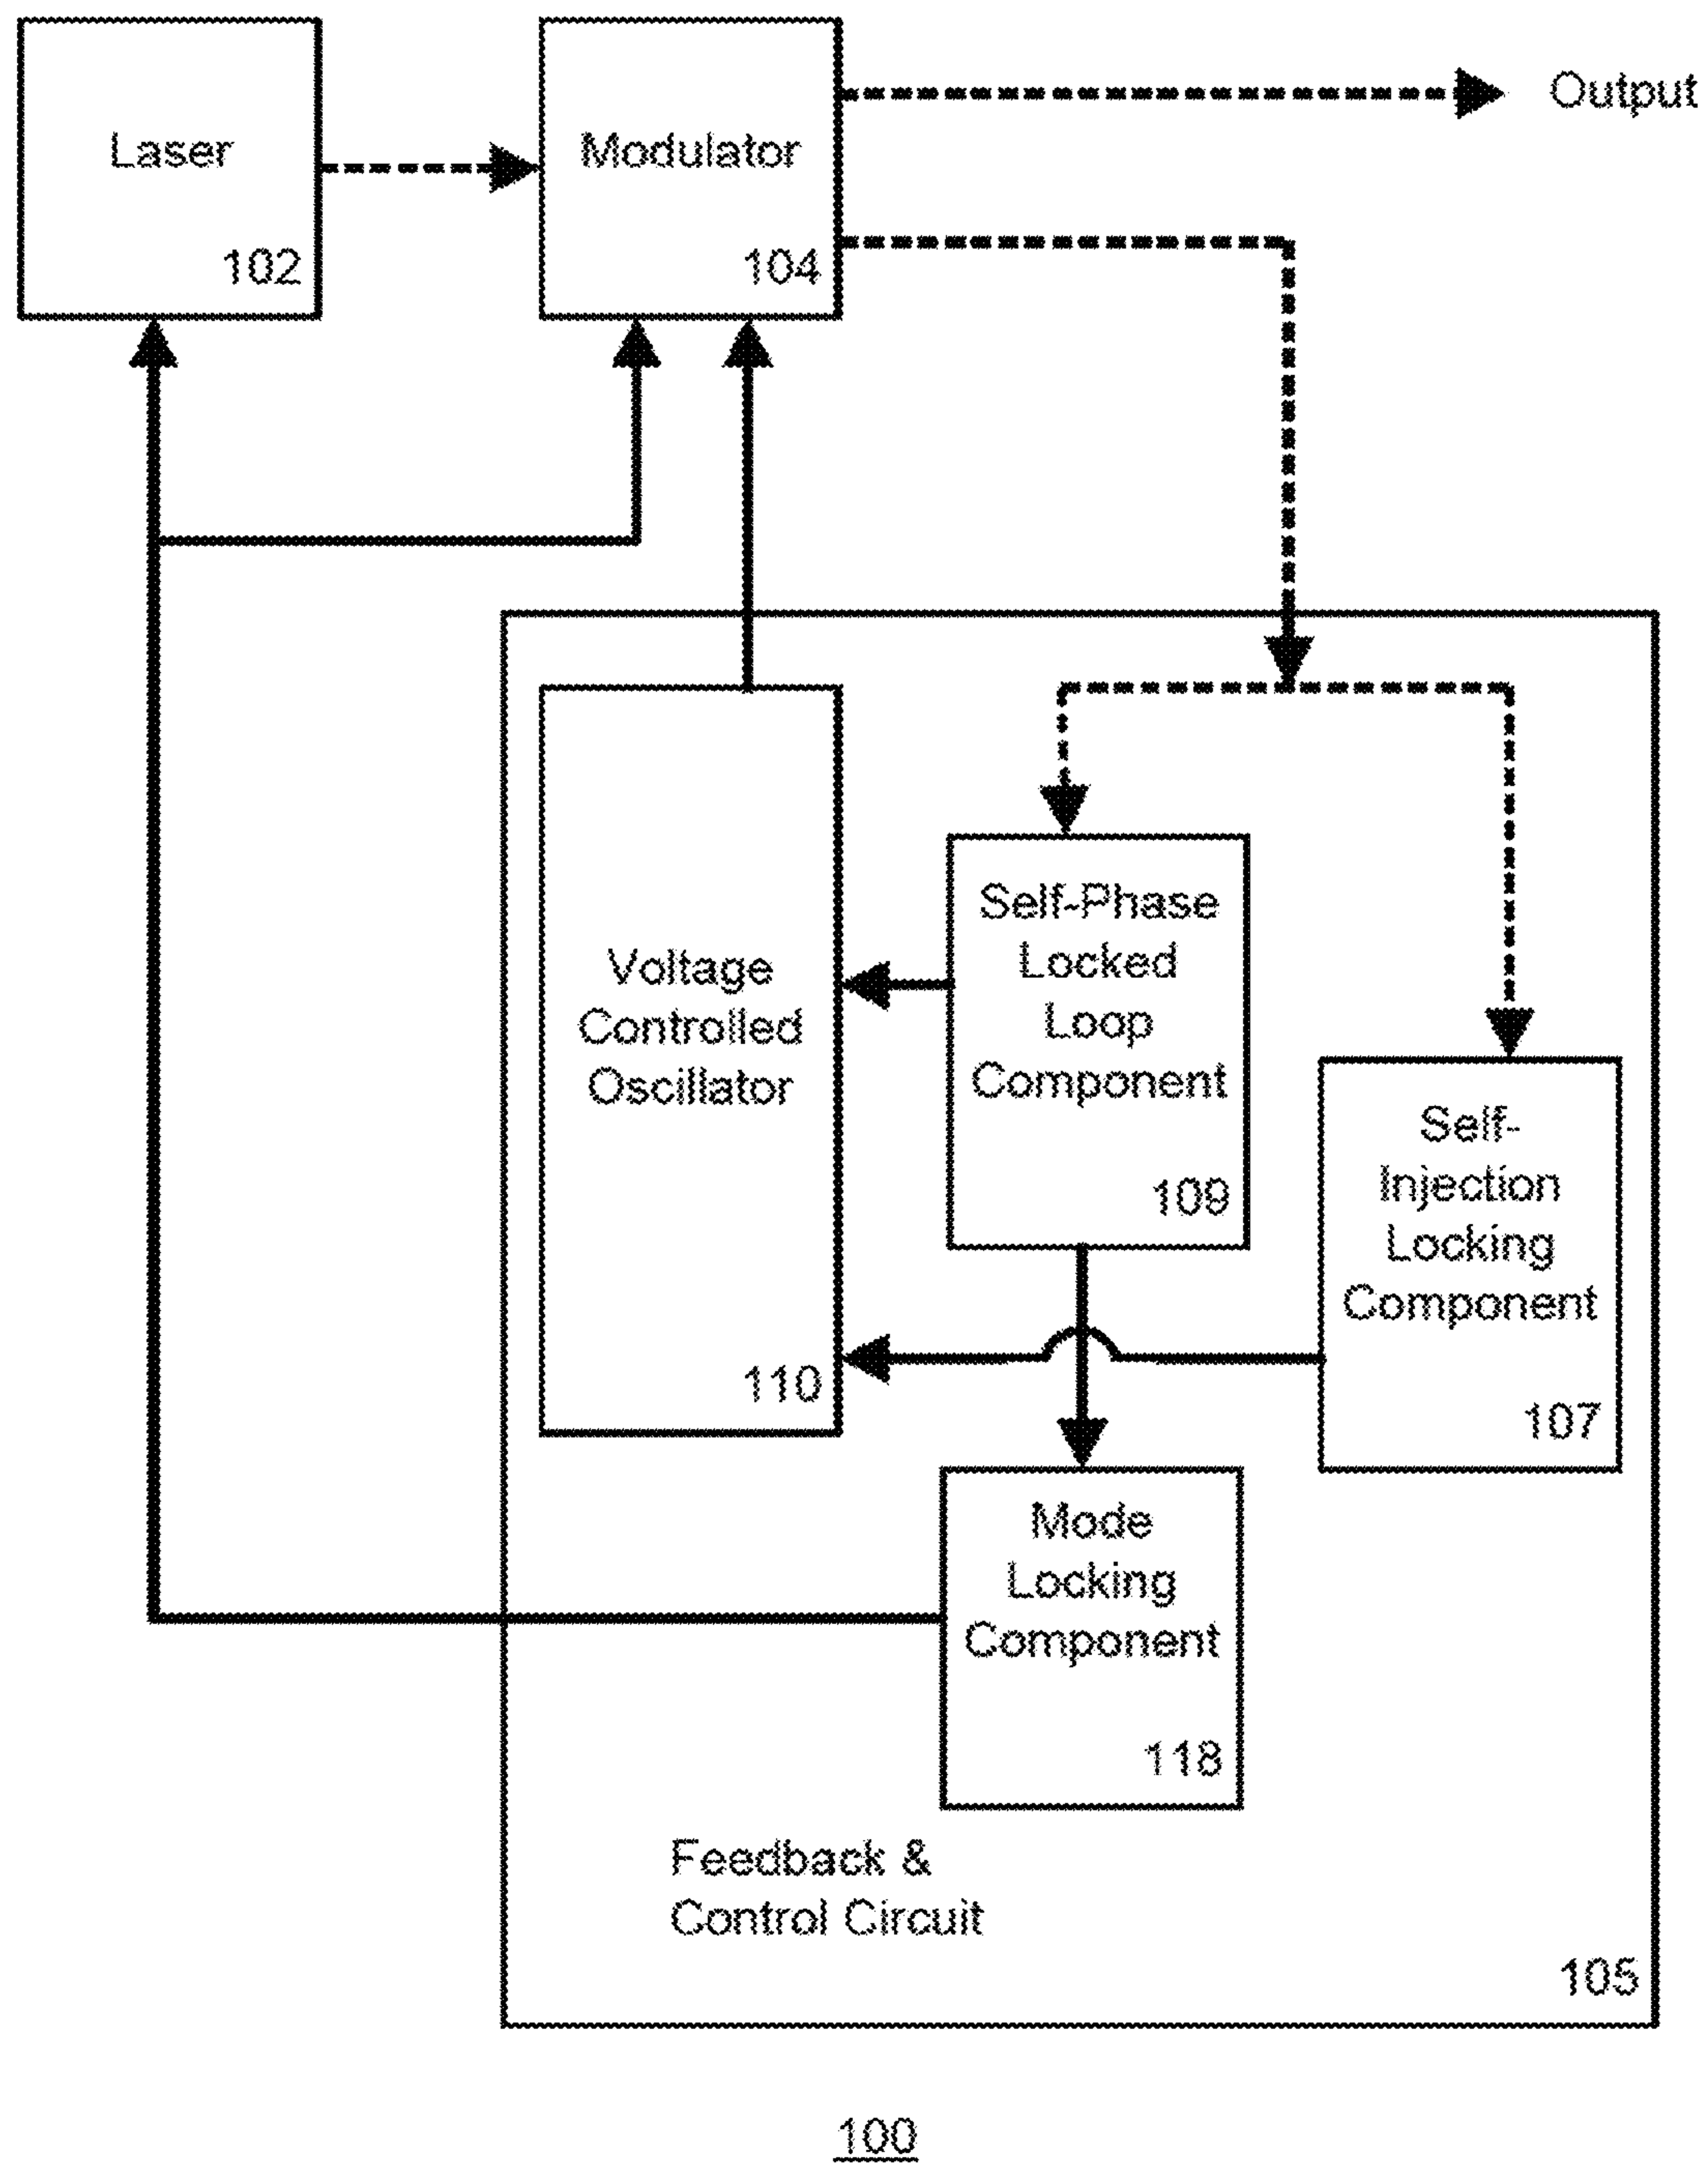 Laser
102
Modulator
104
Output
Voltage
Controlled
Oscillator
110
Self-Phase
Locked
Loop
Component
109
Self-
Injection
Locking
Component
107
Mode
Locking
Component
118
Feedback &
Control Circuit
105
100